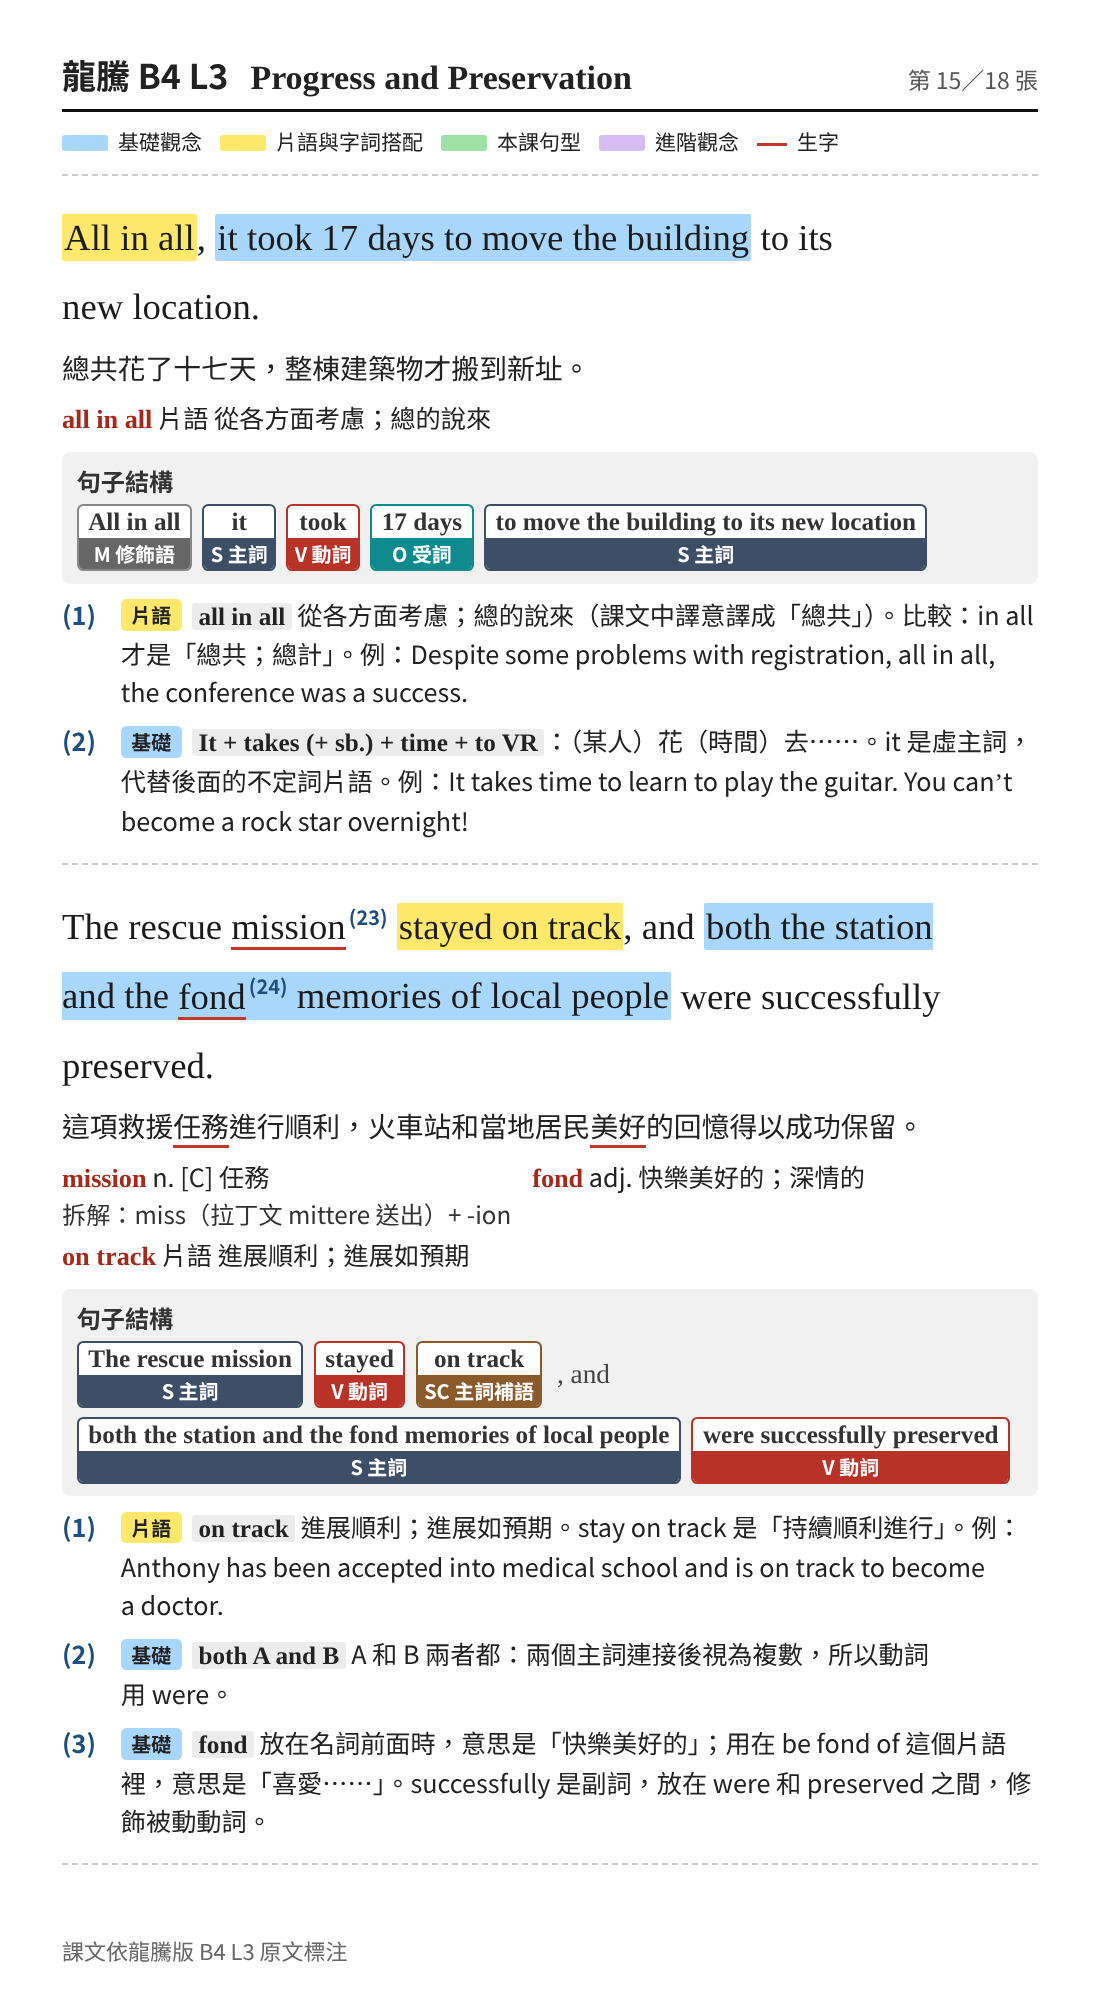 龍騰 B4 L3 Progress and Preservation 第 15／18 張
基礎觀念 片語與字詞搭配 本課句型 進階觀念 生字
All in all, it took 17 days to move the building to its
new location.
總共花了十七天，整棟建築物才搬到新址。
all in all 片語 從各方面考慮；總的說來
句子結構
All in all it took 17 days to move the building to its new location
M 修飾語 S 主詞 V 動詞 O 受詞 S 主詞
(1) 片語 all in all 從各方面考慮；總的說來（課文中譯意譯成「總共」）。比較：in all
才是「總共；總計」。例：Despite some problems with registration, all in all,
the conference was a success.
(2) 基礎 It + takes (+ sb.) + time + to VR：（某人）花（時間）去……。it 是虛主詞，
代替後面的不定詞片語。例：It takes time to learn to play the guitar. You can’t
become a rock star overnight!
The rescue mission(23) stayed on track, and both the station
and the fond(24) memories of local people were successfully
preserved.
這項救援任務進行順利，火車站和當地居民美好的回憶得以成功保留。
mission n. [C] 任務 fond adj. 快樂美好的；深情的
拆解：miss（拉丁文 mittere 送出）+ -ion
on track 片語 進展順利；進展如預期
句子結構
The rescue mission stayed on track , and
S 主詞 V 動詞 SC 主詞補語
both the station and the fond memories of local people were successfully preserved
S 主詞 V 動詞
(1) 片語 on track 進展順利；進展如預期。stay on track 是「持續順利進行」。例：
Anthony has been accepted into medical school and is on track to become
a doctor.
(2) 基礎 both A and B A 和 B 兩者都：兩個主詞連接後視為複數，所以動詞
用 were。
(3) 基礎 fond 放在名詞前面時，意思是「快樂美好的」；用在 be fond of 這個片語
裡，意思是「喜愛……」。successfully 是副詞，放在 were 和 preserved 之間，修
飾被動動詞。
課文依龍騰版 B4 L3 原文標注